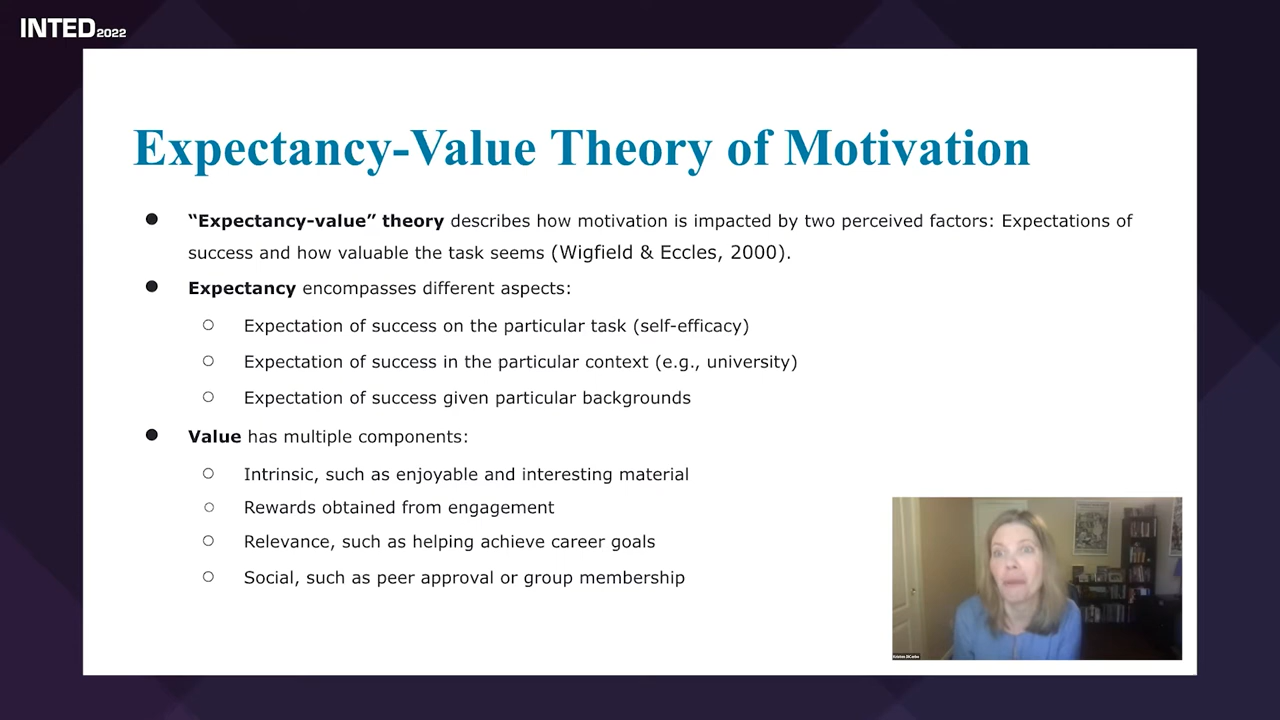 INTED2022
Expectancy-Value Theory of Motivation
● “Expectancy-value” theory describes how motivation is impacted by two perceived factors: Expectations of
success and how valuable the task seems (Wigfield & Eccles, 2000).
● Expectancy encompasses different aspects:
○ Expectation of success on the particular task (self-efficacy)
○ Expectation of success in the particular context (e.g., university)
○ Expectation of success given particular backgrounds
● Value has multiple components:
○ Intrinsic, such as enjoyable and interesting material
○ Rewards obtained from engagement
○ Relevance, such as helping achieve career goals
○ Social, such as peer approval or group membership